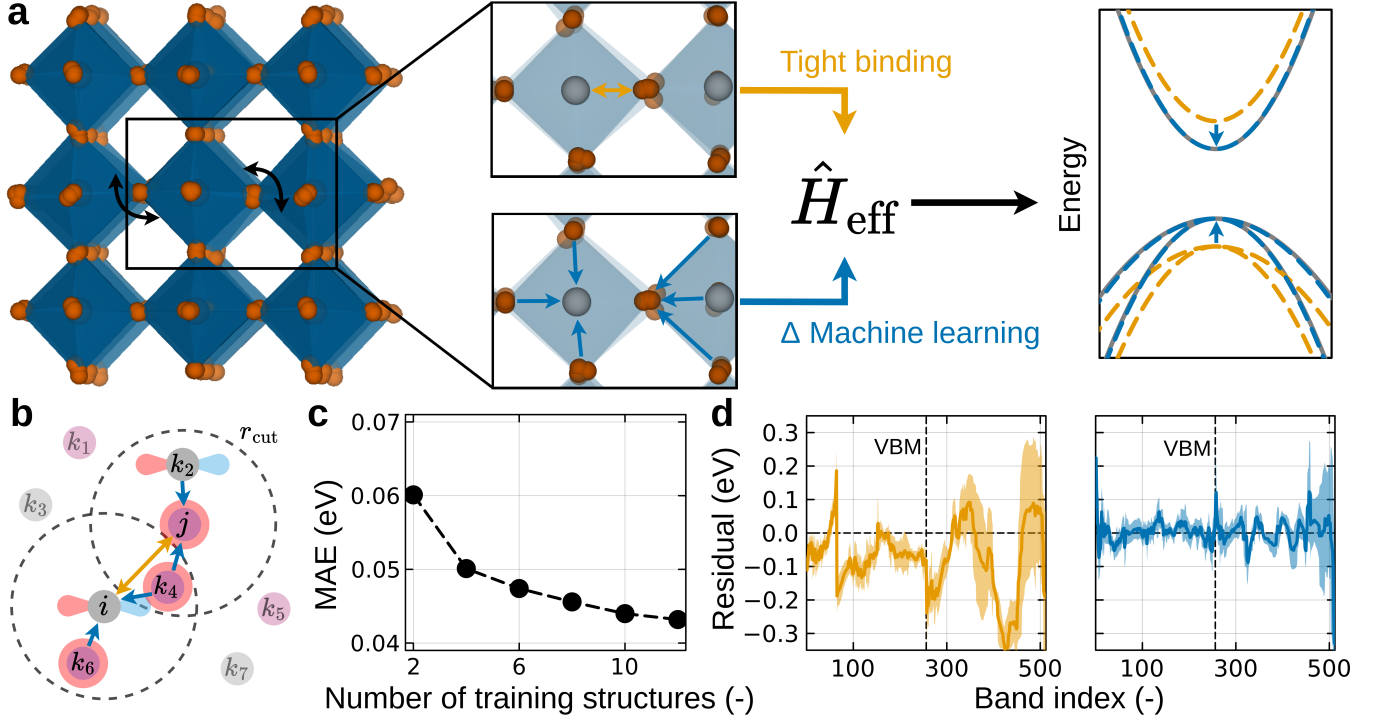 a
Tight binding
Ĥeff
Δ Machine learning
Energy
b
k1
k2
rcut
k3
j
k4
i
k5
k6
k7
c
MAE (eV)
0.07
0.06
0.05
0.04
2
6
10
Number of training structures (-)
d
Residual (eV)
0.3
0.2
0.1
0.0
−0.1
−0.2
−0.3
VBM
100
300
500
VBM
100
300
500
Band index (-)